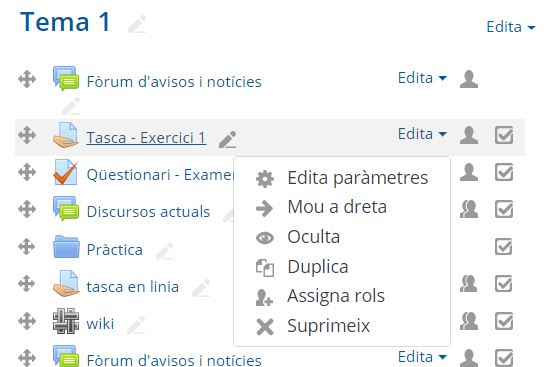 Tema 1
Edita
Fòrum d'avisos i notícies
Edita
Tasca - Exercici 1
Edita
Qüestionari - Examen
Edita paràmetres
Mou a dreta
Discursos actuals
Oculta
Pràctica
Duplica
tasca en linia
Assigna rols
wiki
Suprimeix
Fòrum d'avisos i notícies
Edita